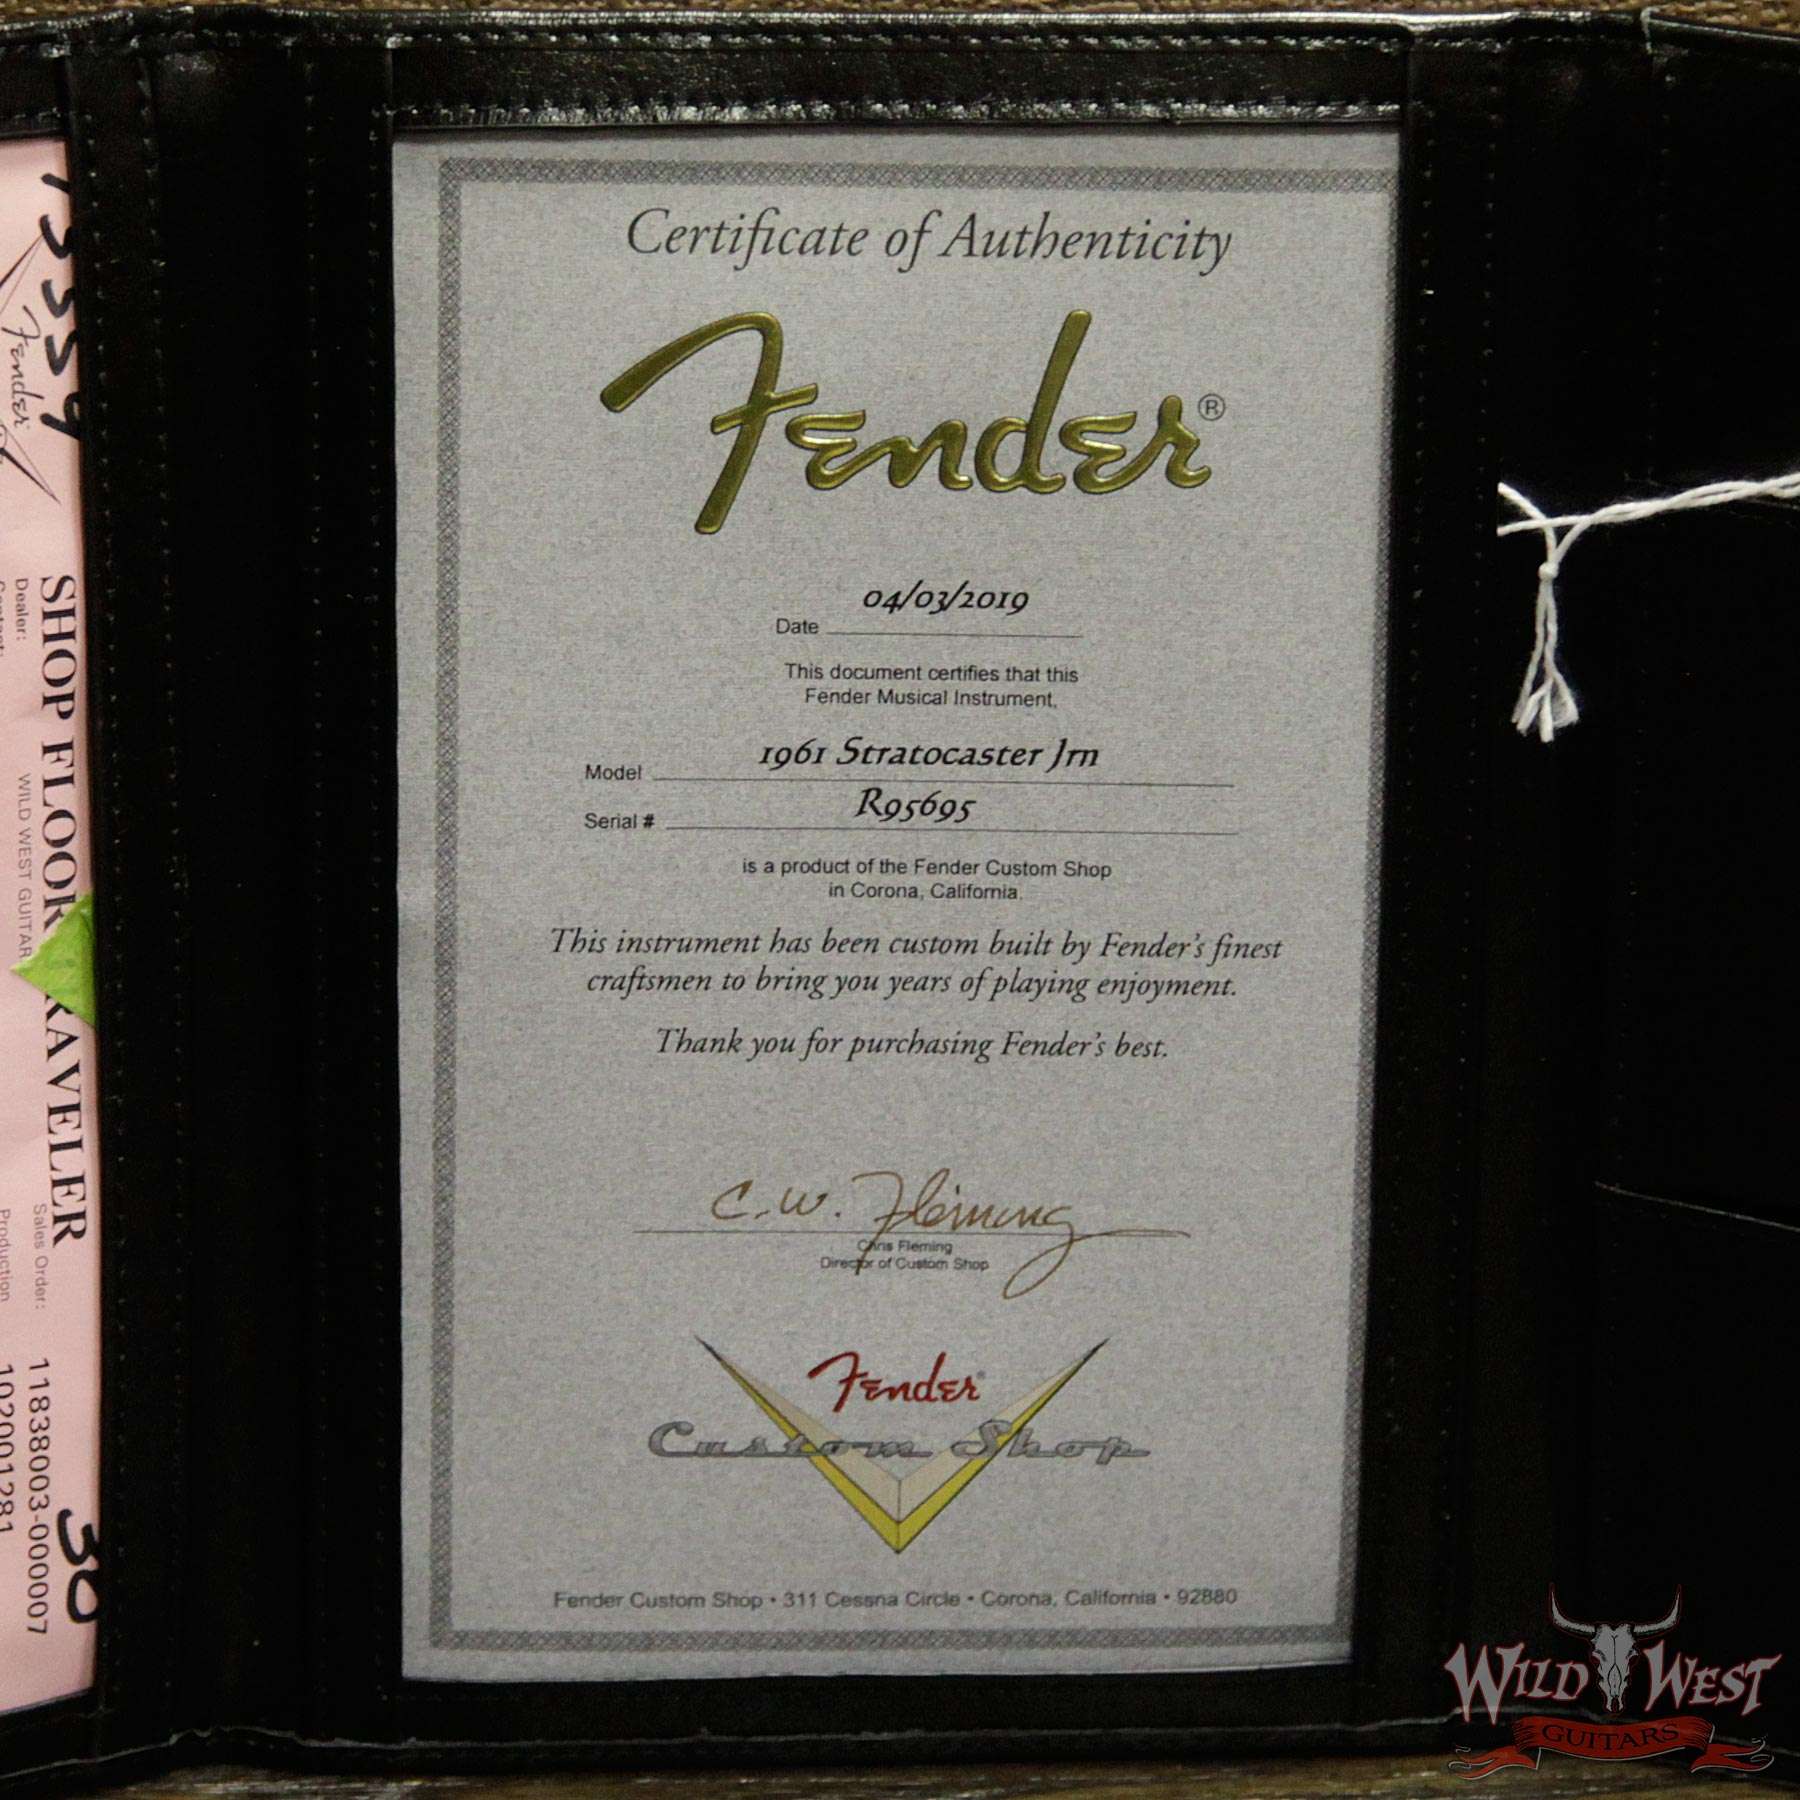 Certificate of Authenticity
Fender®
04/03/2019
Date
This document certifies that this
Fender Musical Instrument,
1961 Stratocaster Jrn
Model
R95695
Serial #
is a product of the Fender Custom Shop
in Corona, California.
This instrument has been custom built by Fender's finest
craftsmen to bring you years of playing enjoyment.
Thank you for purchasing Fender's best.
C.W. Fleming
Chris Fleming
Director of Custom Shop
Fender
Custom Shop
Fender Custom Shop • 311 Cessna Circle • Corona, California • 92880
Fender
SHOP FLOOR
Dealer:
WILD WEST GUITAR
Sales Order:
118380003-000007
Production
102001281
30
WILD WEST
GUITARS